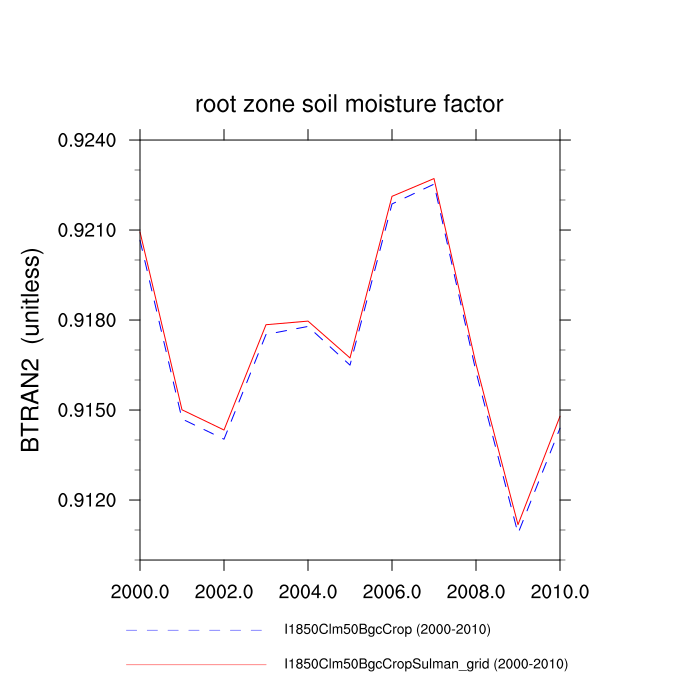 root zone soil moisture factor
0.9240
0.9210
0.9180
0.9150
0.9120
BTRAN2 (unitless)
2000.0 2002.0 2004.0 2006.0 2008.0 2010.0
I1850Clm50BgcCrop (2000-2010)
I1850Clm50BgcCropSulman_grid (2000-2010)